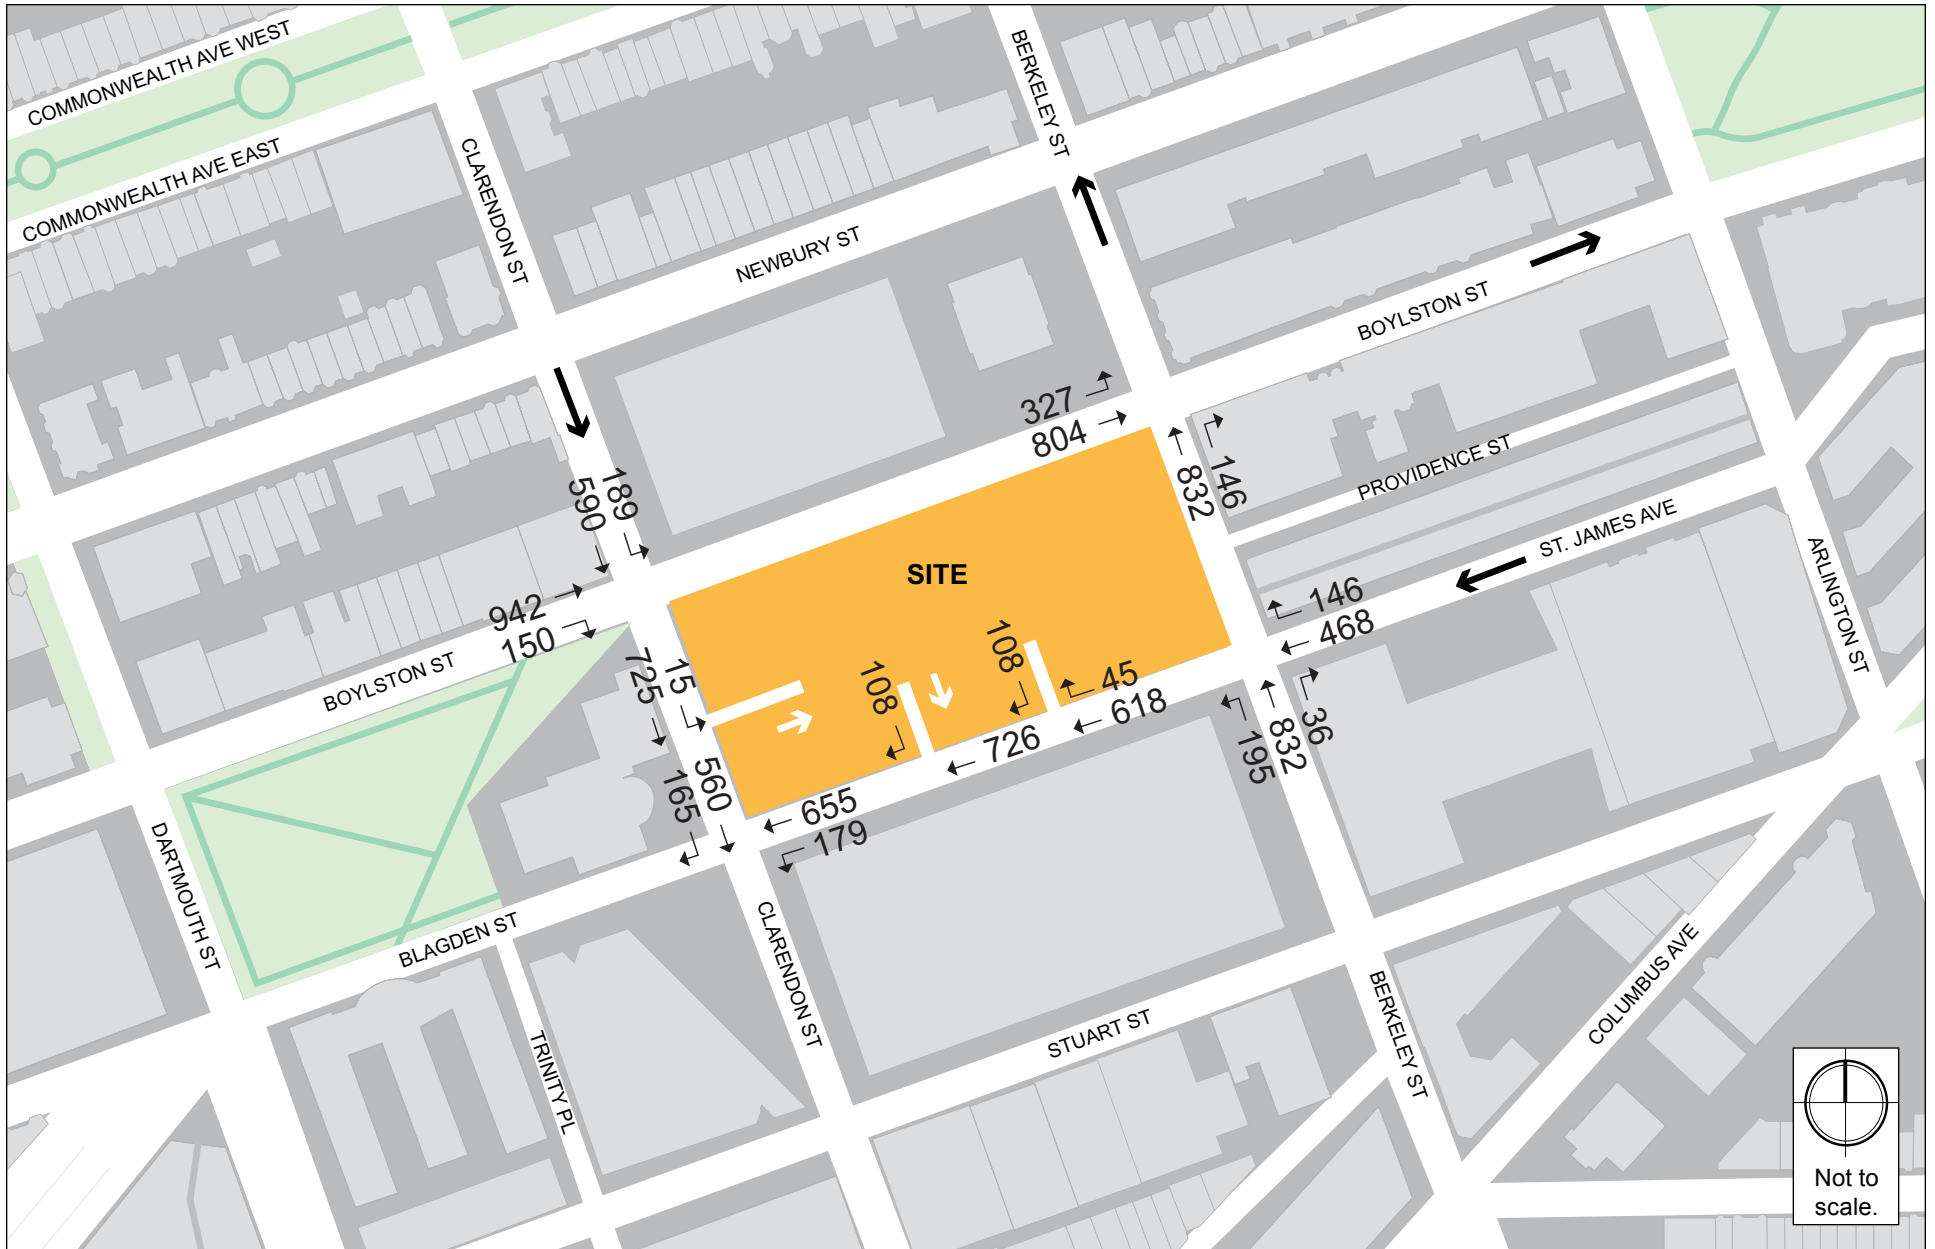 COMMONWEALTH AVE WEST
COMMONWEALTH AVE EAST
CLARENDON ST
BERKELEY ST
NEWBURY ST
BOYLSTON ST
PROVIDENCE ST
ST. JAMES AVE
ARLINGTON ST
327
804
832
146
189
590
942
150
SITE
146
468
BOYLSTON ST
725
15
108
108
45
618
726
36
832
195
560
165
655
179
DARTMOUTH ST
BLAGDEN ST
CLARENDON ST
TRINITY PL
STUART ST
BERKELEY ST
COLUMBUS AVE
Not to
scale.